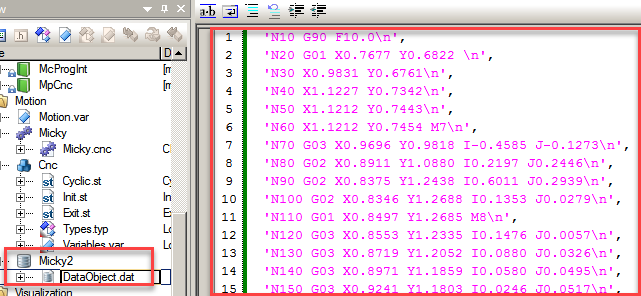 w
McProgInt [m
MpCnc [m
Motion
Motion.var
Micky
Micky.cnc
Cnc
Cyclic.st Cy
Init.st
Exit.st
Types.typ Lo
Variables.var Lo
Micky2
DataObject.dat
Visualization
a·b
1 'N10 G90 F10.0\n',
2 'N20 G01 X0.7677 Y0.6822 \n',
3 'N30 X0.9831 Y0.6761\n',
4 'N40 X1.1227 Y0.7342\n',
5 'N50 X1.1212 Y0.7443\n',
6 'N60 X1.1212 Y0.7454 M7\n',
7 'N70 G03 X0.9696 Y0.9818 I-0.4585 J-0.1273\n',
8 'N80 G02 X0.8911 Y1.0880 I0.2197 J0.2446\n',
9 'N90 G02 X0.8375 Y1.2438 I0.6011 J0.2939\n',
10 'N100 G02 X0.8346 Y1.2688 I0.1353 J0.0279\n',
11 'N110 G01 X0.8497 Y1.2685 M8\n',
12 'N120 G03 X0.8553 Y1.2335 I0.1476 J0.0057\n',
13 'N130 G03 X0.8719 Y1.2052 I0.0880 J0.0326\n',
14 'N140 G03 X0.8971 Y1.1859 I0.0580 J0.0495\n',
15 'N150 G03 X0.9241 Y1.1803 I0.0246 J0.0517\n',